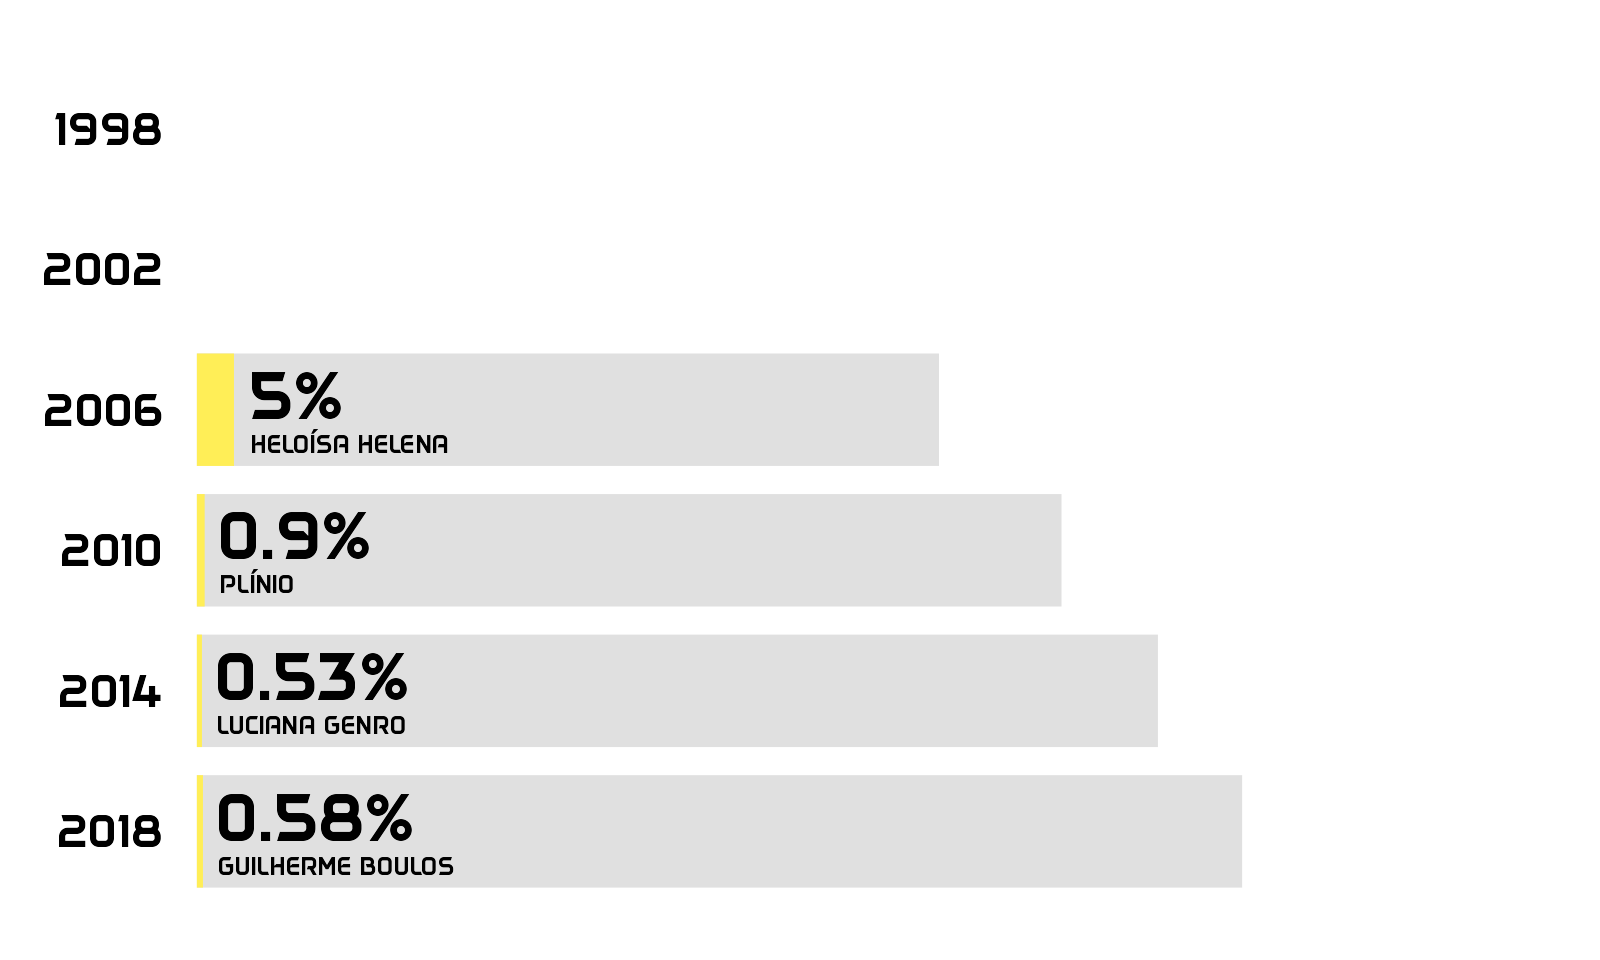 1998
2002
2006
5%
HELOÍSA HELENA
2010
0.9%
PLÍNIO
2014
0.53%
LUCIANA GENRO
2018
0.58%
GUILHERME BOULOS